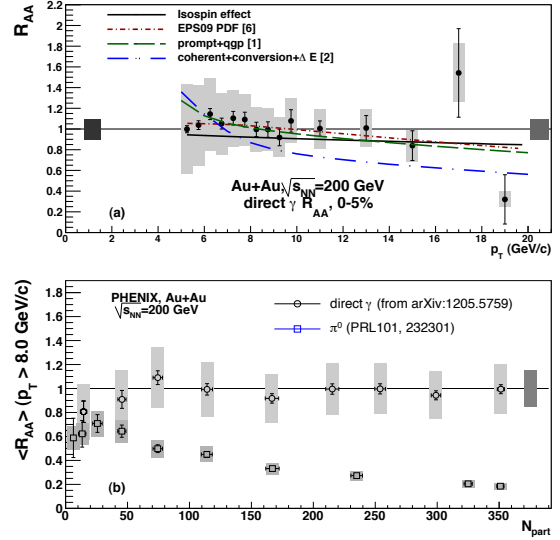 R_AA
2.2
2
1.8
1.6
1.4
1.2
1
0.8
0.6
0.4
0.2
0
Isospin effect
EPS09 PDF [6]
prompt+qgp [1]
coherent+conversion+Δ E [2]
Au+Au, √s_NN=200 GeV
direct γ R_AA, 0-5%
(a)
0 2 4 6 8 10 12 14 16 18 20
p_T (GeV/c)
<R_AA> (p_T > 8.0 GeV/c)
2
1.8
1.6
1.4
1.2
1
0.8
0.6
0.4
0.2
0
PHENIX, Au+Au
√s_NN=200 GeV
direct γ (from arXiv:1205.5759)
π⁰ (PRL101, 232301)
(b)
0 50 100 150 200 250 300 350
N_part